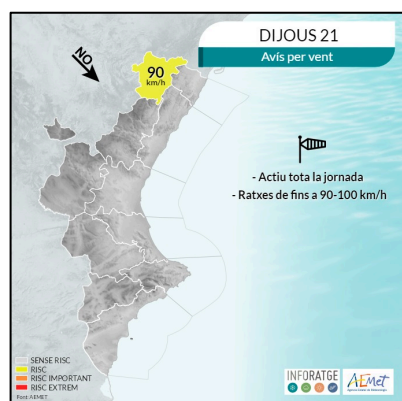 DIJOUS 21
Avís per vent
NO
90
km/h
- Actiu tota la jornada
- Ratxes de fins a 90-100 km/h
SENSE RISC
RISC
RISC IMPORTANT
RISC EXTREM
Font: AEMET
INFORATGE
AEMet